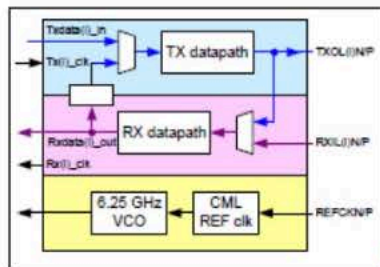 Txdata(i)_in
TX datapath
TXOL(i)N/P
Tx(i)_clk
RX datapath
Rxdata(i)_out
RXIL(i)N/P
Rx(i)_clk
6.25 GHz
VCO
CML
REF clk
REFCKN/P